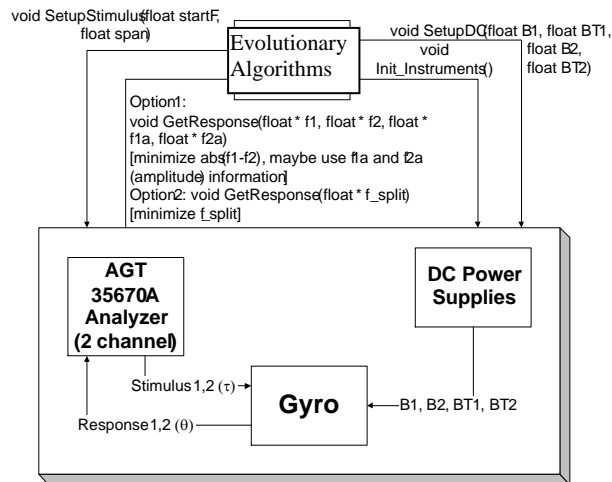 void SetupStimulus(float startF,
float span)
Evolutionary
Algorithms
void SetupDC(float B1, float BT1,
void
float B2,
Init_Instruments()
float BT2)
Option1:
void GetResponse(float * f1, float * f2, float *
f1a, float * f2a)
[minimize abs(f1-f2), maybe use f1a and f2a
(amplitude) information]
Option2: void GetResponse(float * f_split)
[minimize f_split]
AGT
35670A
Analyzer
(2 channel)
DC Power
Supplies
Stimulus 1,2 (τ)
Gyro
B1, B2, BT1, BT2
Response 1,2 (θ)